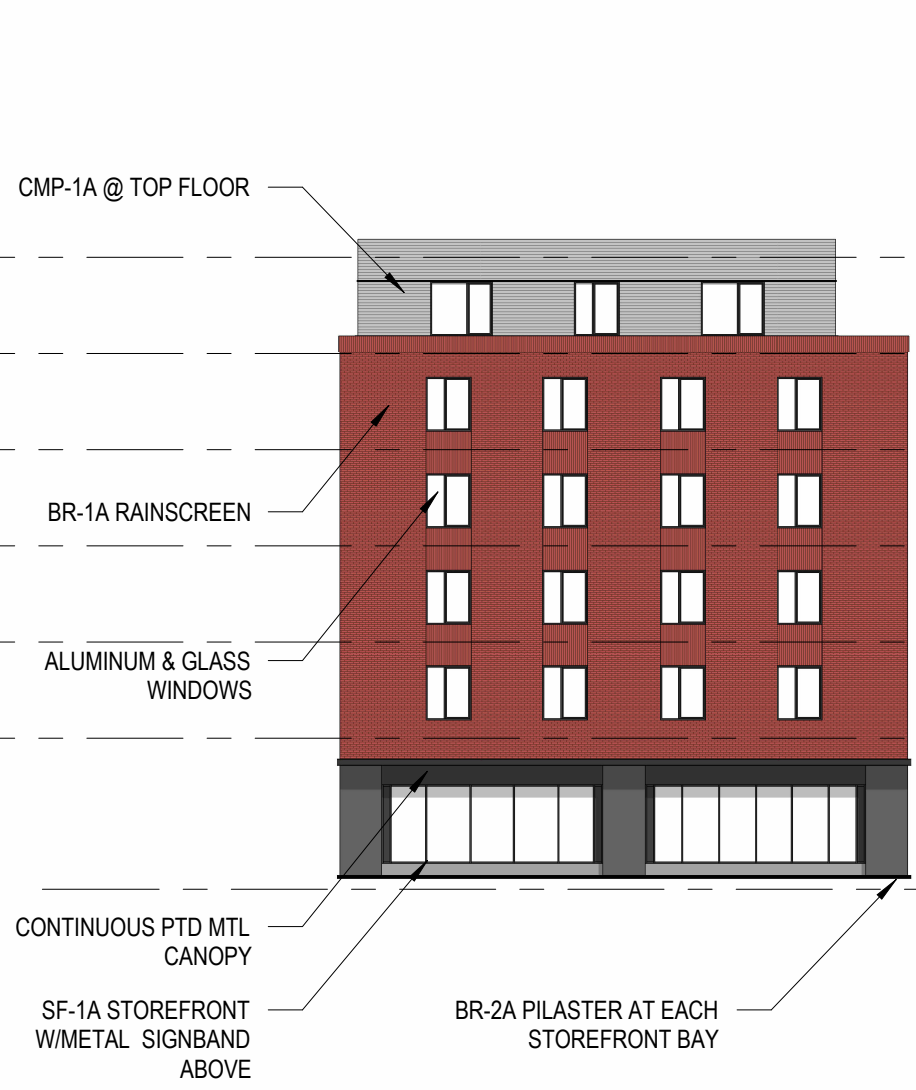 CMP-1A @ TOP FLOOR
BR-1A RAINSCREEN
ALUMINUM & GLASS
WINDOWS
CONTINUOUS PTD MTL
CANOPY
SF-1A STOREFRONT
W/METAL SIGNBAND
ABOVE
BR-2A PILASTER AT EACH
STOREFRONT BAY